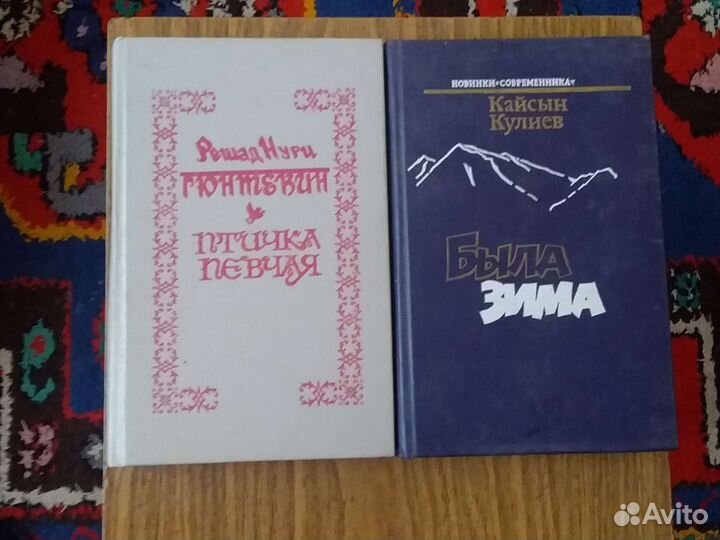 Решад Нури
Гюнтекин
Птичка
певчая
НОВИНКИ «СОВРЕМЕННИКА»
Кайсын
Кулиев
Была
ЗИМА
Avito